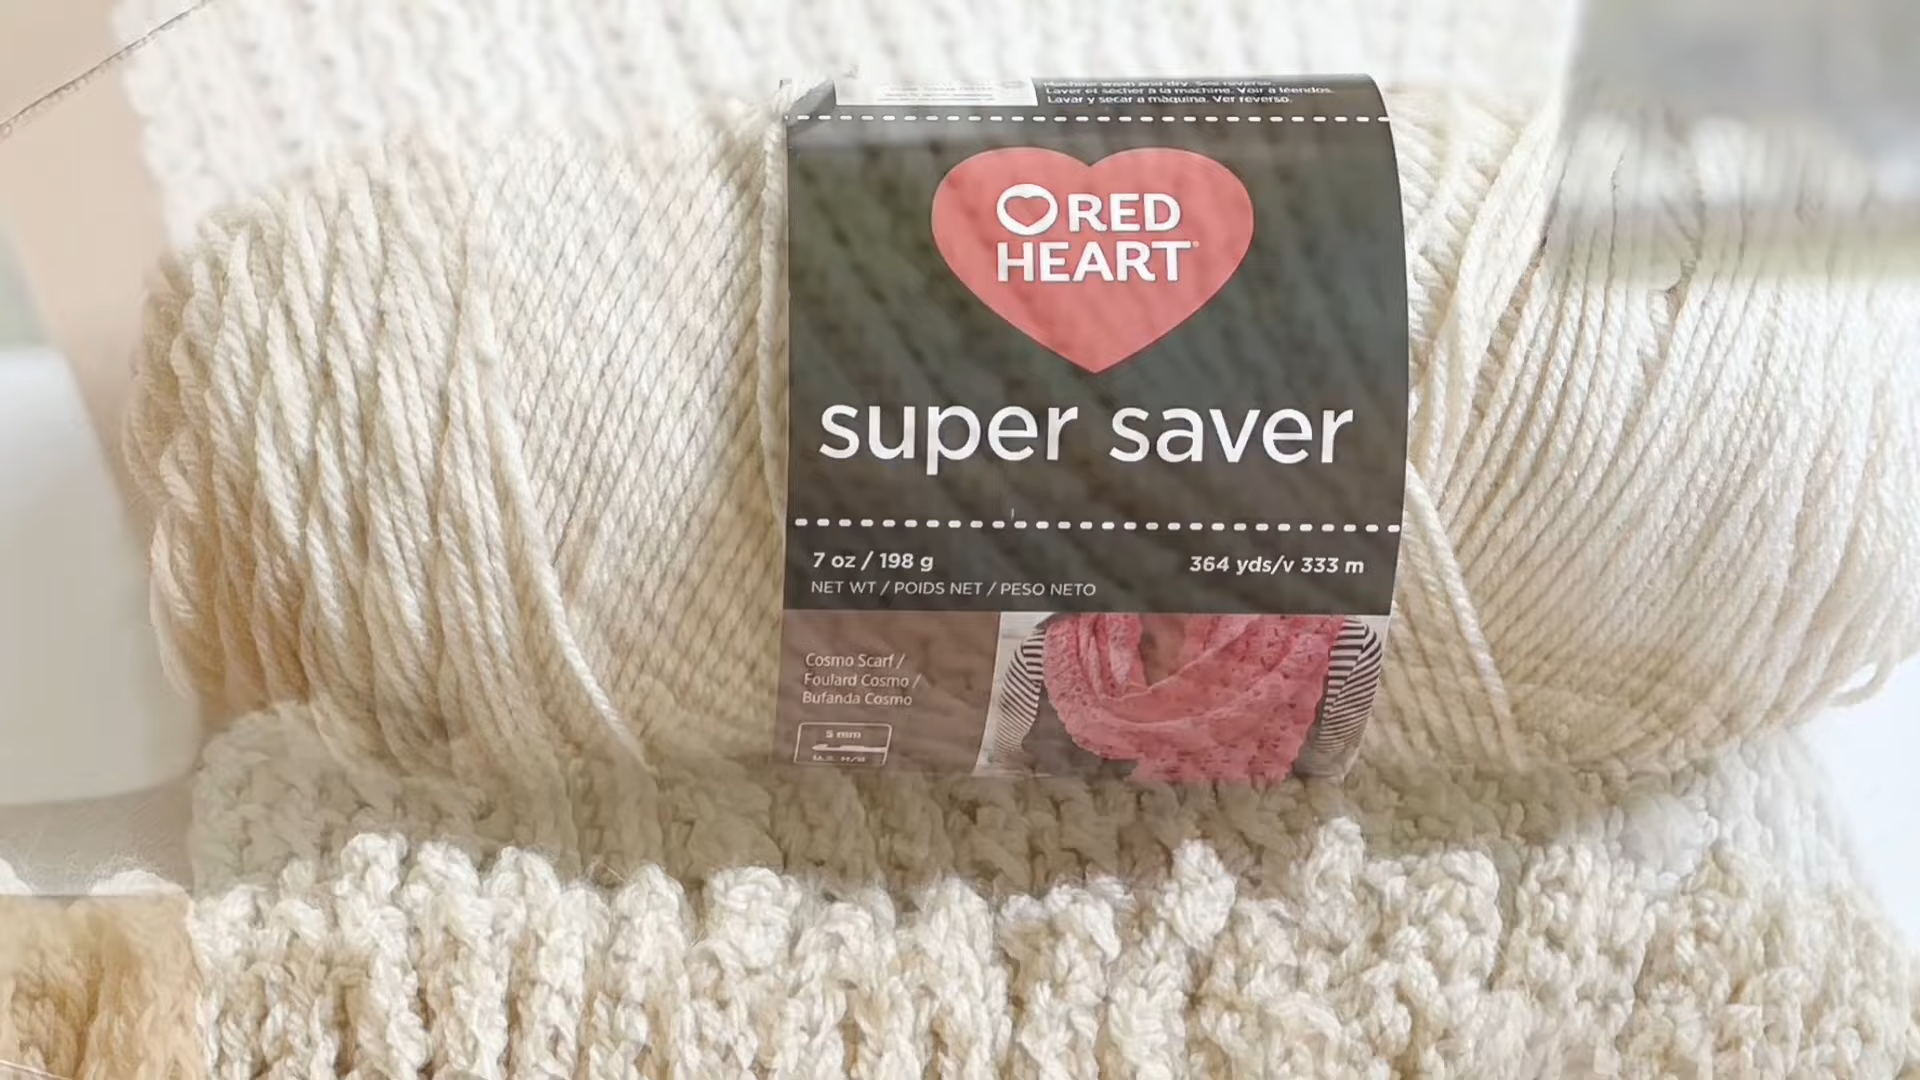 Machine wash and dry. See reverse.
Laver et sécher à la machine. Voir à l'endos.
Lavar y secar a máquina. Ver reverso.
RED
HEART
super saver
7 oz / 198 g
364 yds/v 333 m
NET WT / POIDS NET / PESO NETO
Cosmo Scarf /
Foulard Cosmo /
Bufanda Cosmo
5 mm